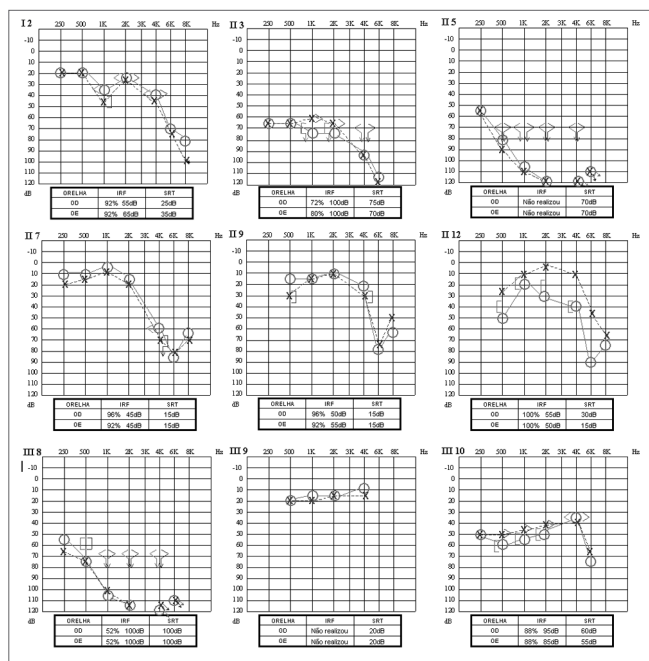 I 2 250 500 1K 2K 4K 6K 8K Hz
-10
0
10
20
30
40
50
60
70
80
90
100
110
120
dB
ORELHA IRF SRT
OD 92% 55dB 25dB
OE 92% 65dB 35dB
II 3 250 500 1K 2K 4K 6K 8K Hz
-10
0
10
20
30
40
50
60
70
80
90
100
110
120
dB
ORELHA IRF SRT
OD 72% 100dB 75dB
OE 80% 100dB 70dB
II 5 250 500 1K 2K 4K 6K 8K Hz
-10
0
10
20
30
40
50
60
70
80
90
100
110
120
dB
ORELHA IRF SRT
OD Não realizou 70dB
OE Não realizou 70dB
II 7 250 500 1K 2K 4K 6K 8K Hz
-10
0
10
20
30
40
50
60
70
80
90
100
110
120
dB
ORELHA IRF SRT
OD 96% 45dB 15dB
OE 92% 45dB 15dB
II 9 250 500 1K 2K 4K 6K 8K Hz
-10
0
10
20
30
40
50
60
70
80
90
100
110
120
dB
ORELHA IRF SRT
OD 96% 50dB 15dB
OE 92% 55dB 15dB
II 12 250 500 1K 2K 4K 6K 8K Hz
-10
0
10
20
30
40
50
60
70
80
90
100
110
120
dB
ORELHA IRF SRT
OD 100% 55dB 30dB
OE 100% 50dB 15dB
III 8 250 500 1K 2K 4K 6K 8K Hz
-10
0
10
20
30
40
50
60
70
80
90
100
110
120
dB
ORELHA IRF SRT
OD 52% 100dB 100dB
OE 52% 100dB 100dB
III 9 250 500 1K 2K 4K 6K 8K Hz
-10
0
10
20
30
40
50
60
70
80
90
100
110
120
dB
ORELHA IRF SRT
OD Não realizou 20dB
OE Não realizou 20dB
III 10 250 500 1K 2K 4K 6K 8K Hz
-10
0
10
20
30
40
50
60
70
80
90
100
110
120
dB
ORELHA IRF SRT
OD 88% 95dB 60dB
OE 88% 85dB 55dB